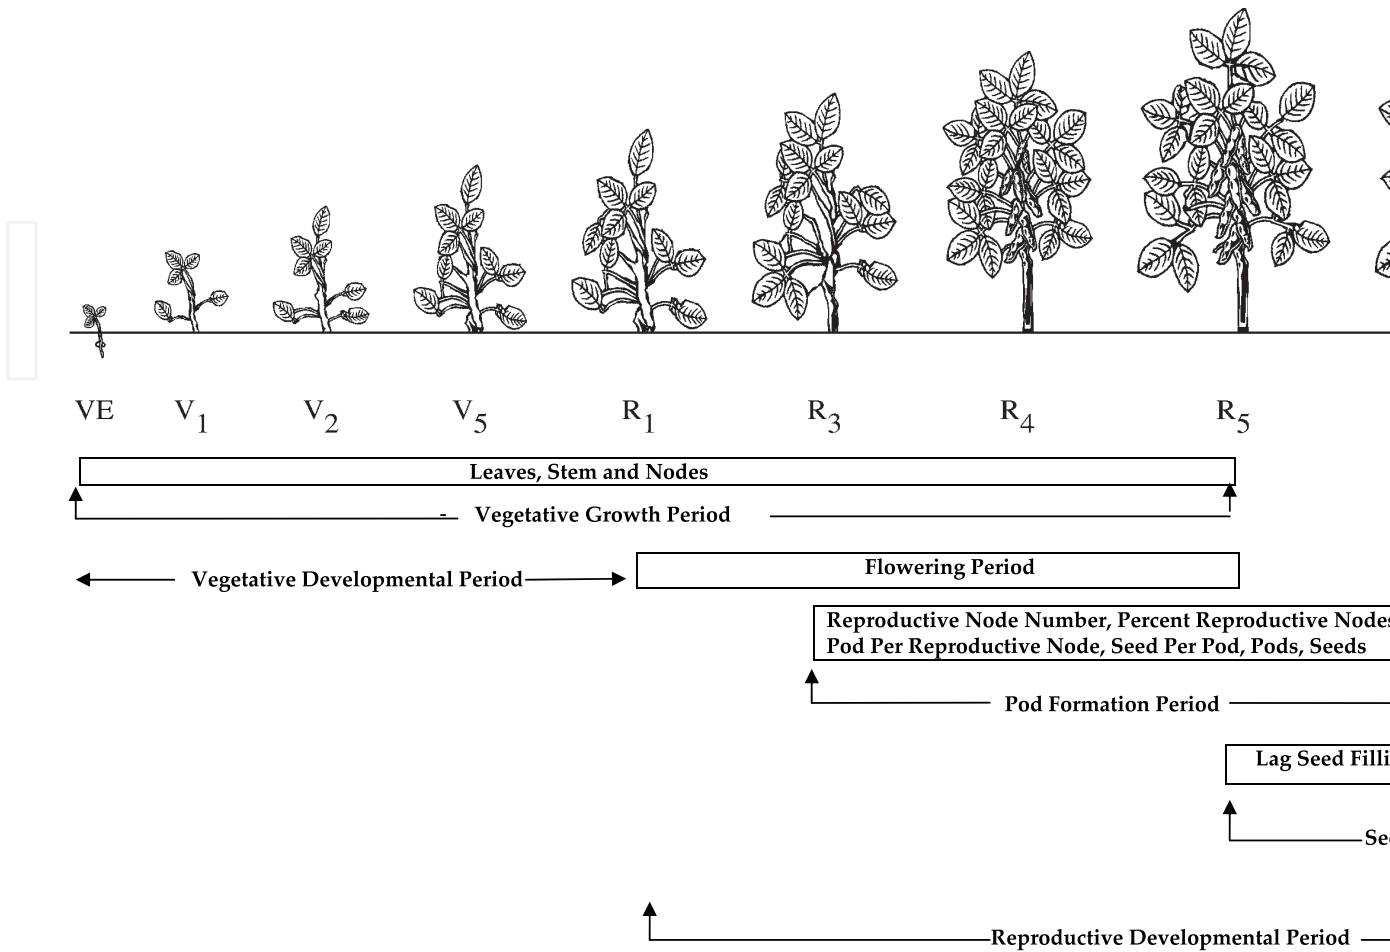 VE V1 V2 V5 R1 R3 R4 R5
Leaves, Stem and Nodes
- Vegetative Growth Period
Vegetative Developmental Period
Flowering Period
Reproductive Node Number, Percent Reproductive Nodes
Pod Per Reproductive Node, Seed Per Pod, Pods, Seeds
Pod Formation Period
Lag Seed Filli
See
Reproductive Developmental Period